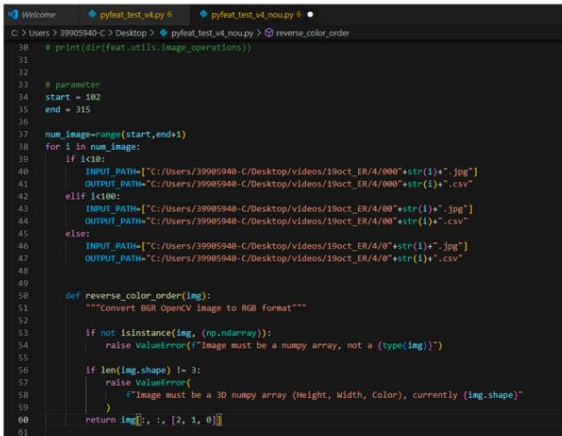 Welcome
pyfeat_test_v4.py 6
pyfeat_test_v4_nou.py 6
C: > Users > 39905940-C > Desktop > pyfeat_test_v4_nou.py > reverse_color_order
30 # print(dir(feat.utils.image_operations))
31
32
33 # parameter
34 start = 102
35 end = 315
36
37 num_image=range(start,end+1)
38 for i in num_image:
39     if i<10:
40         INPUT_PATH=["C:/Users/39905940-C/Desktop/videos/19oct_ER/4/000"+str(i)+".jpg"]
41         OUTPUT_PATH="C:/Users/39905940-C/Desktop/videos/19oct_ER/4/000"+str(i)+".csv"
42     elif i<100:
43         INPUT_PATH=["C:/Users/39905940-C/Desktop/videos/19oct_ER/4/00"+str(i)+".jpg"]
44         OUTPUT_PATH="C:/Users/39905940-C/Desktop/videos/19oct_ER/4/00"+str(i)+".csv"
45     else:
46         INPUT_PATH=["C:/Users/39905940-C/Desktop/videos/19oct_ER/4/0"+str(i)+".jpg"]
47         OUTPUT_PATH="C:/Users/39905940-C/Desktop/videos/19oct_ER/4/0"+str(i)+".csv"
48
49
50     def reverse_color_order(img):
51         """Convert BGR OpenCV image to RGB format"""
52
53         if not isinstance(img, (np.ndarray)):
54             raise ValueError(f"Image must be a numpy array, not a {type(img)}")
55
56         if len(img.shape) != 3:
57             raise ValueError(
58                 f"Image must be a 3D numpy array (Height, Width, Color), currently {img.shape}"
59             )
60         return img[:, :, [2, 1, 0]]
61